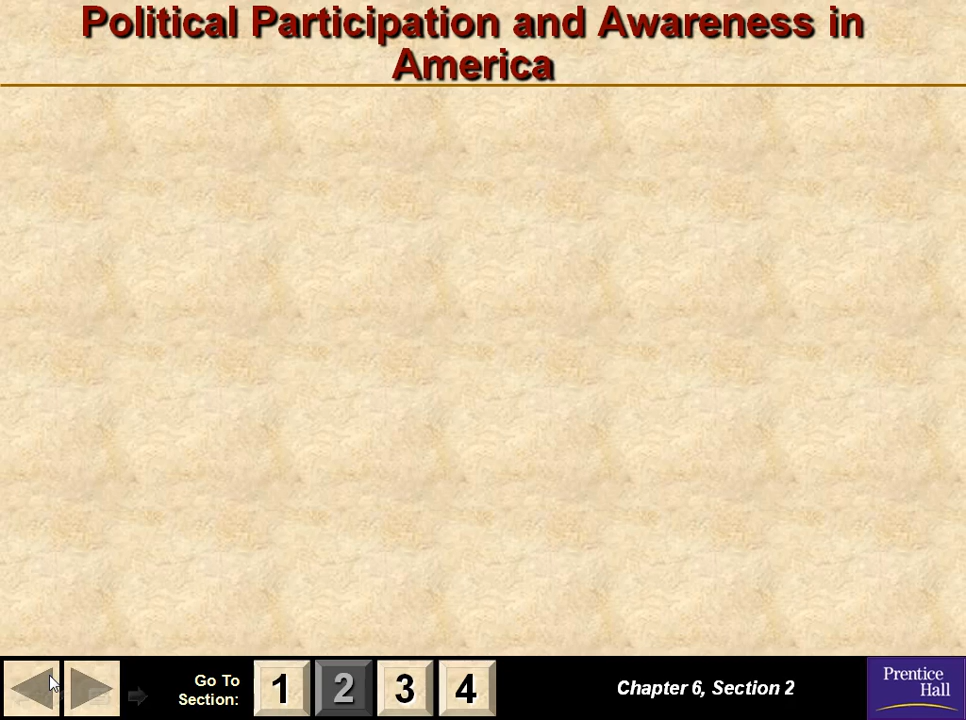 Political Participation and Awareness in
America
Go To
Section:
1 2 3 4
Chapter 6, Section 2
Prentice
Hall